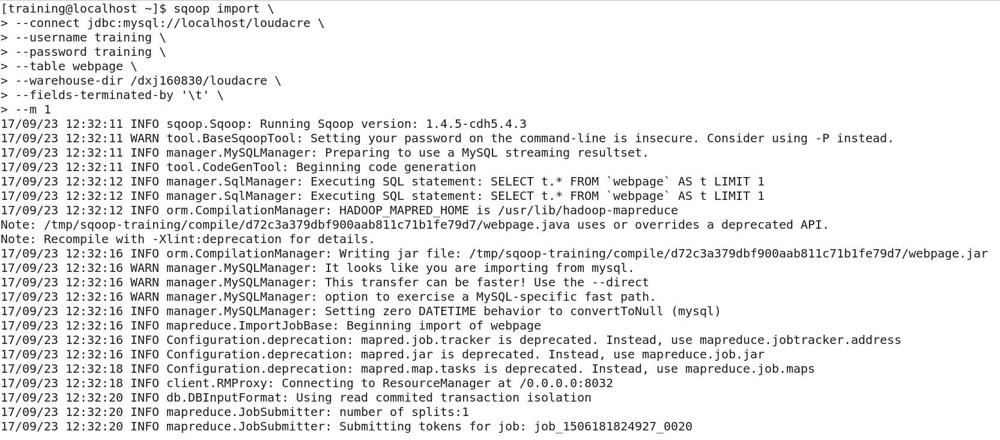 [training@localhost ~]$ sqoop import \
> --connect jdbc:mysql://localhost/loudacre \
> --username training \
> --password training \
> --table webpage \
> --warehouse-dir /dxj160830/loudacre \
> --fields-terminated-by '\t' \
> --m 1
17/09/23 12:32:11 INFO sqoop.Sqoop: Running Sqoop version: 1.4.5-cdh5.4.3
17/09/23 12:32:11 WARN tool.BaseSqoopTool: Setting your password on the command-line is insecure. Consider using -P instead.
17/09/23 12:32:11 INFO manager.MySQLManager: Preparing to use a MySQL streaming resultset.
17/09/23 12:32:11 INFO tool.CodeGenTool: Beginning code generation
17/09/23 12:32:12 INFO manager.SqlManager: Executing SQL statement: SELECT t.* FROM `webpage` AS t LIMIT 1
17/09/23 12:32:12 INFO manager.SqlManager: Executing SQL statement: SELECT t.* FROM `webpage` AS t LIMIT 1
17/09/23 12:32:12 INFO orm.CompilationManager: HADOOP_MAPRED_HOME is /usr/lib/hadoop-mapreduce
Note: /tmp/sqoop-training/compile/d72c3a379dbf900aab811c71b1fe79d7/webpage.java uses or overrides a deprecated API.
Note: Recompile with -Xlint:deprecation for details.
17/09/23 12:32:16 INFO orm.CompilationManager: Writing jar file: /tmp/sqoop-training/compile/d72c3a379dbf900aab811c71b1fe79d7/webpage.jar
17/09/23 12:32:16 WARN manager.MySQLManager: It looks like you are importing from mysql.
17/09/23 12:32:16 WARN manager.MySQLManager: This transfer can be faster! Use the --direct
17/09/23 12:32:16 WARN manager.MySQLManager: option to exercise a MySQL-specific fast path.
17/09/23 12:32:16 INFO manager.MySQLManager: Setting zero DATETIME behavior to convertToNull (mysql)
17/09/23 12:32:16 INFO mapreduce.ImportJobBase: Beginning import of webpage
17/09/23 12:32:16 INFO Configuration.deprecation: mapred.job.tracker is deprecated. Instead, use mapreduce.jobtracker.address
17/09/23 12:32:16 INFO Configuration.deprecation: mapred.jar is deprecated. Instead, use mapreduce.job.jar
17/09/23 12:32:18 INFO Configuration.deprecation: mapred.map.tasks is deprecated. Instead, use mapreduce.job.maps
17/09/23 12:32:18 INFO client.RMProxy: Connecting to ResourceManager at /0.0.0.0:8032
17/09/23 12:32:20 INFO db.DBInputFormat: Using read commited transaction isolation
17/09/23 12:32:20 INFO mapreduce.JobSubmitter: number of splits:1
17/09/23 12:32:20 INFO mapreduce.JobSubmitter: Submitting tokens for job: job_1506181824927_0020